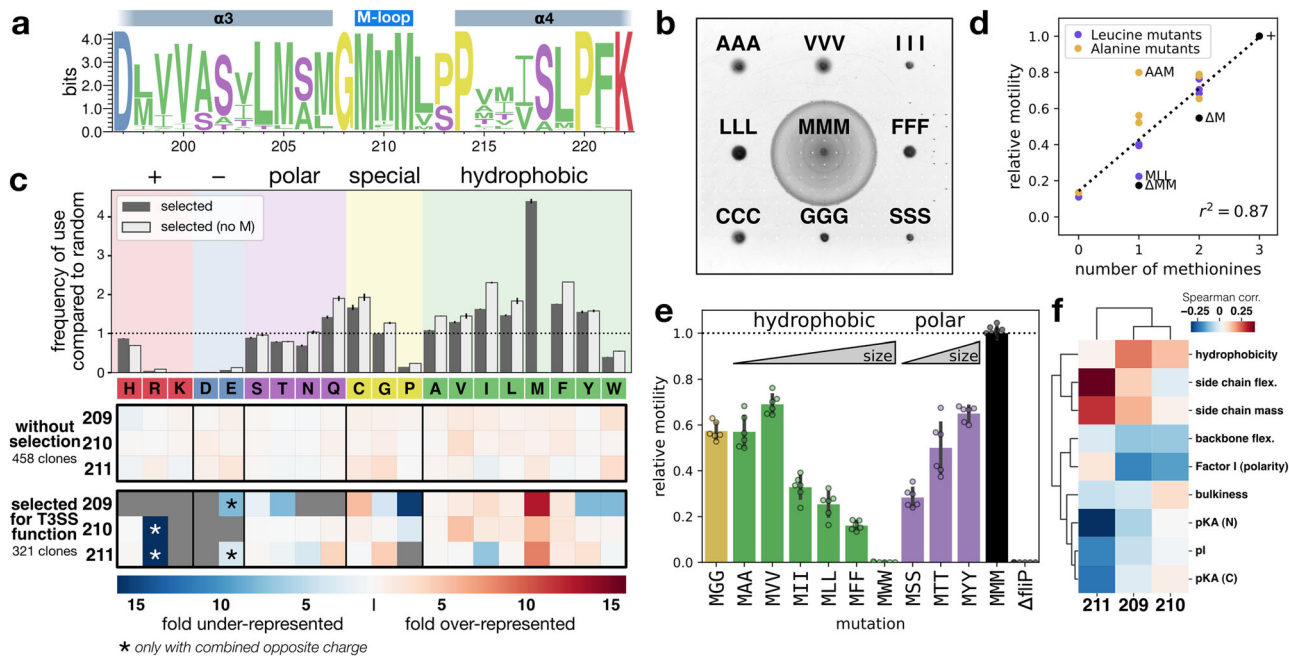 a
α3
M-loop
α4
bits
4.0
3.0
2.0
1.0
0.0
200
205
210
215
220
b
AAA
VVV
III
LLL
MMM
FFF
CCC
GGG
SSS
c
+
−
polar
special
hydrophobic
selected
selected (no M)
frequency of use
compared to random
4
3
2
1
0
H R K D E S T N Q C G P A V I L M F Y W
without
selection
458 clones
209
210
211
selected
for T3SS
function
321 clones
209
210
211
*
*
*
*
15 10 5 I 5 10 15
fold under-represented
fold over-represented
* only with combined opposite charge
d
Leucine mutants
Alanine mutants
relative motility
1.0
0.8
0.6
0.4
0.2
0.0
+
AAM
ΔM
MLL
ΔMM
r² = 0.87
0 1 2 3
number of methionines
e
hydrophobic
polar
size
size
relative motility
1.0
0.8
0.6
0.4
0.2
0.0
MGG
MAA
MVV
MII
MLL
MFF
MWW
MSS
MTT
MYY
MMM
ΔfliP
mutation
f
Spearman corr.
−0.25 0.00 0.25
hydrophobicity
side chain flex.
side chain mass
backbone flex.
Factor I (polarity)
bulkiness
pKA (N)
pI
pKA (C)
211 209 210